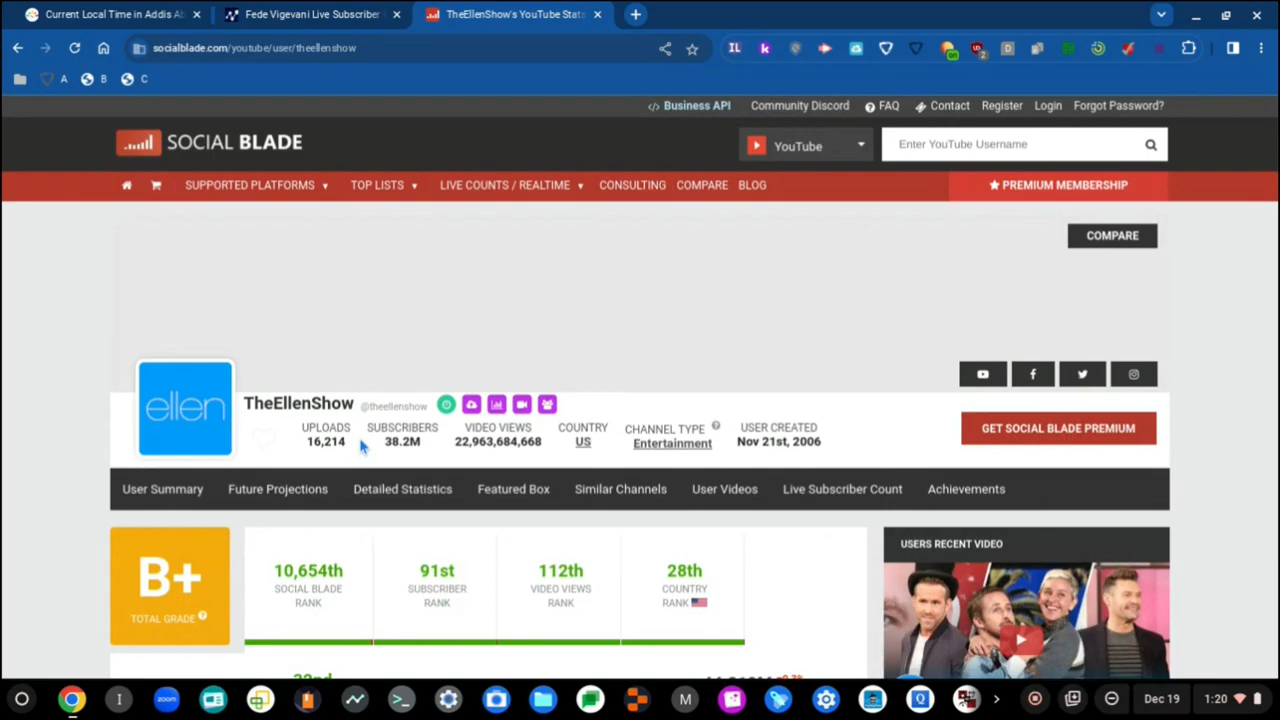 Current Local Time in Addis Ab
Fede Vigevani Live Subscriber
TheEllenShow's YouTube Stats
socialblade.com/youtube/user/theellenshow
A B C
Business API Community Discord FAQ Contact Register Login Forgot Password?
SOCIAL BLADE
YouTube
Enter YouTube Username
SUPPORTED PLATFORMS TOP LISTS LIVE COUNTS / REALTIME CONSULTING COMPARE BLOG
PREMIUM MEMBERSHIP
COMPARE
ellen
TheEllenShow @theellenshow
UPLOADS SUBSCRIBERS VIDEO VIEWS COUNTRY CHANNEL TYPE USER CREATED
16,214 38.2M 22,963,684,668 US Entertainment Nov 21st, 2006
GET SOCIAL BLADE PREMIUM
User Summary Future Projections Detailed Statistics Featured Box Similar Channels User Videos Live Subscriber Count Achievements
B+
TOTAL GRADE
10,654th 91st 112th 28th
SOCIAL BLADE SUBSCRIBER VIDEO VIEWS COUNTRY
RANK RANK RANK RANK
USERS RECENT VIDEO
zoom
Dec 19 1:20